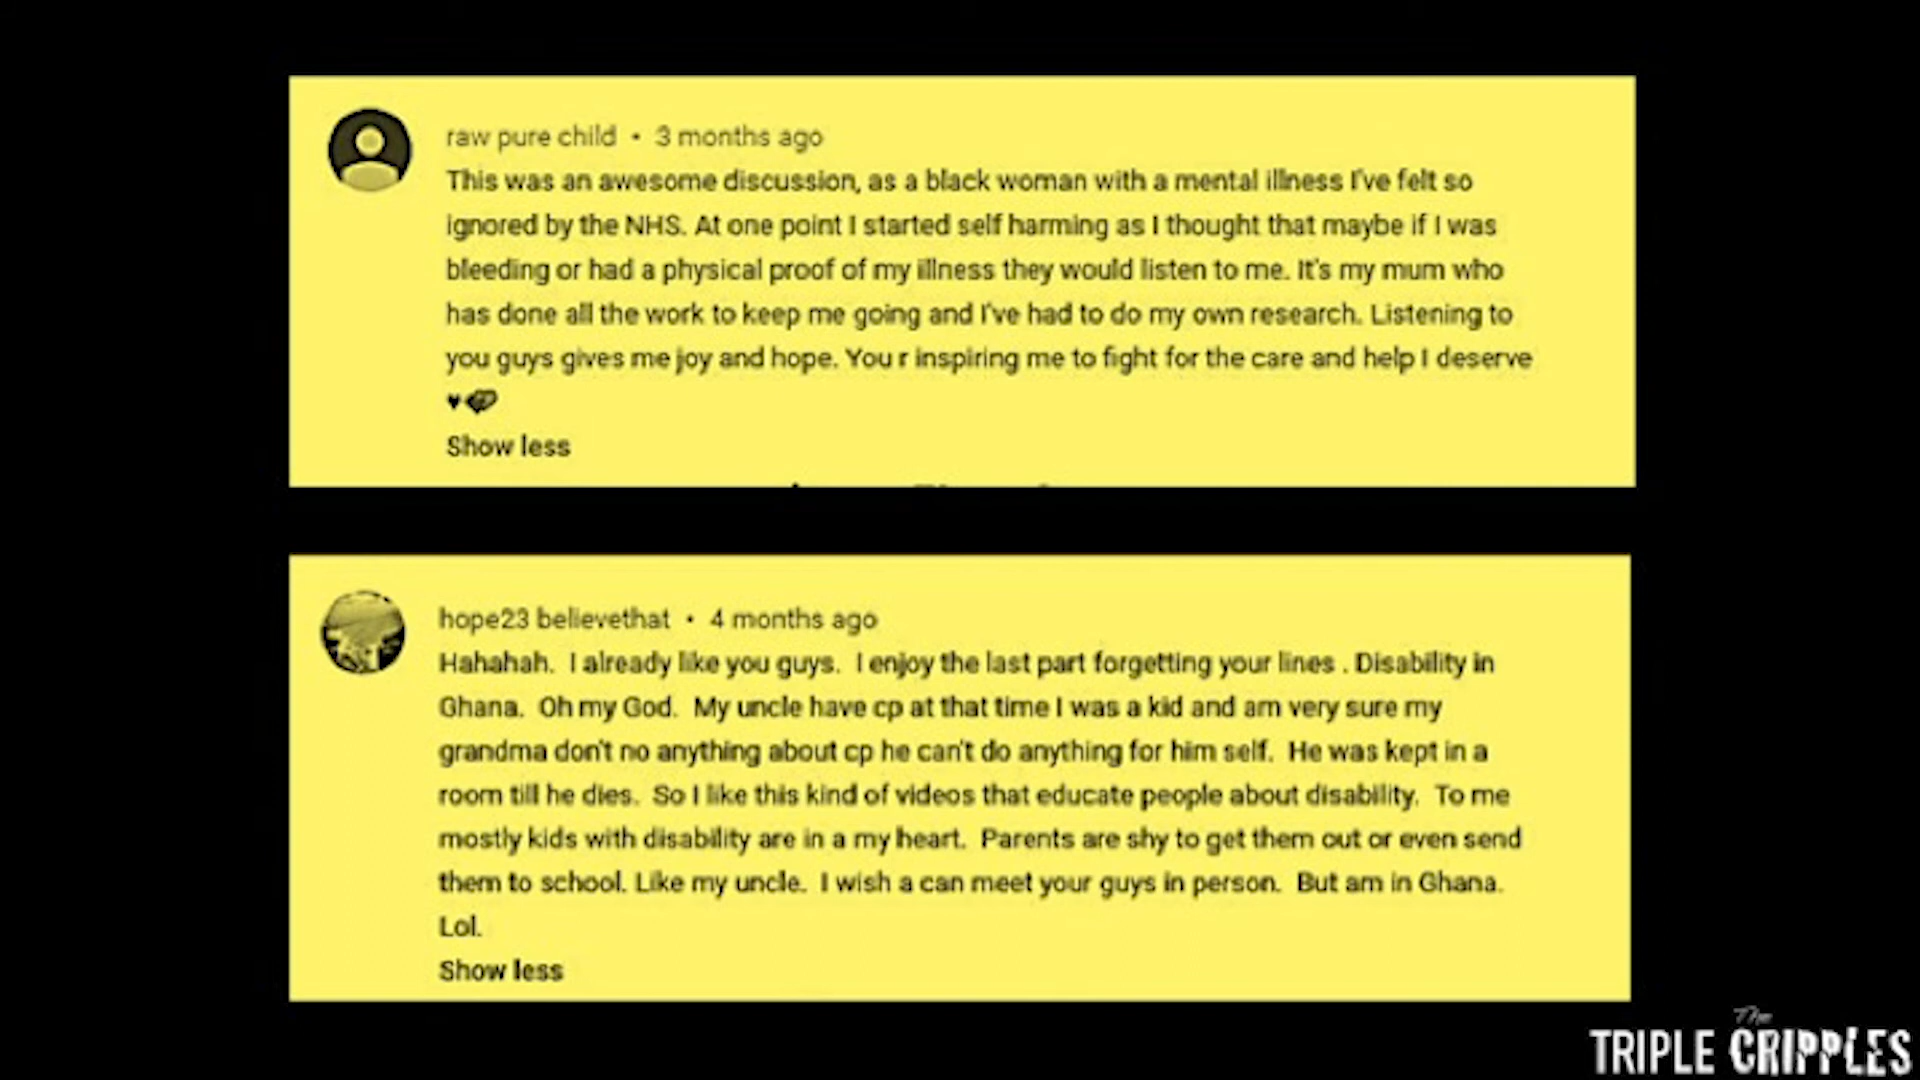 raw pure child • 3 months ago
This was an awesome discussion, as a black woman with a mental illness I've felt so
ignored by the NHS. At one point I started self harming as I thought that maybe if I was
bleeding or had a physical proof of my illness they would listen to me. It's my mum who
has done all the work to keep me going and I've had to do my own research. Listening to
you guys gives me joy and hope. You r inspiring me to fight for the care and help I deserve
Show less
hope23 believethat • 4 months ago
Hahahah. I already like you guys. I enjoy the last part forgetting your lines . Disability in
Ghana. Oh my God. My uncle have cp at that time I was a kid and am very sure my
grandma don't no anything about cp he can't do anything for him self. He was kept in a
room till he dies. So I like this kind of videos that educate people about disability. To me
mostly kids with disability are in a my heart. Parents are shy to get them out or even send
them to school. Like my uncle. I wish a can meet your guys in person. But am in Ghana.
Lol.
Show less
The
TRIPLE CRIPPLES